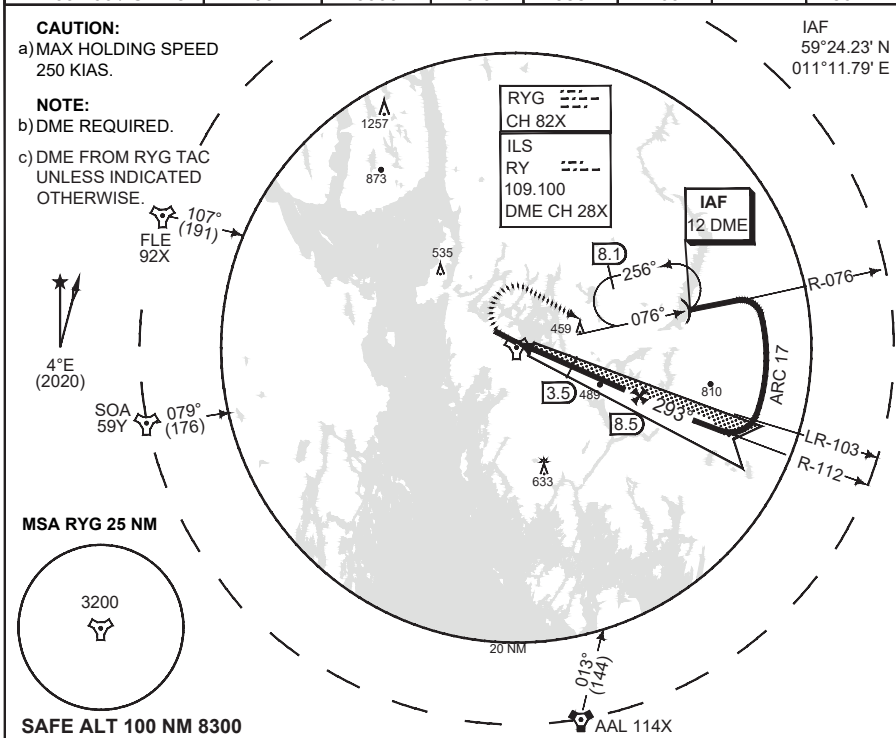 CAUTION:
a) MAX HOLDING SPEED
250 KIAS.
NOTE:
b) DME REQUIRED.
c) DME FROM RYG TAC
UNLESS INDICATED
OTHERWISE.
IAF
59°24.23' N
011°11.79' E
RYG
CH 82X
ILS
RY
109.100
DME CH 28X
IAF
12 DME
1257
873
107°
(191)
FLE
92X
535
8.1
256°
R-076
076°
459
4°E
(2020)
ARC 17
SOA
59Y
079°
(176)
3.5
489
810
293°
8.5
LR-103
R-112
633
MSA RYG 25 NM
3200
20 NM
013°
(144)
SAFE ALT 100 NM 8300
AAL 114X